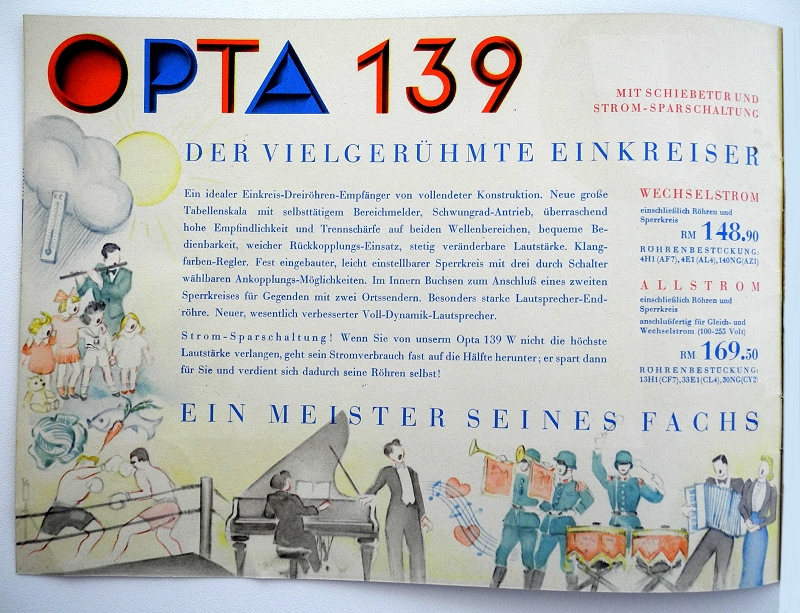 OPTA 139
MIT SCHIEBETÜR UND
STROM-SPARSCHALTUNG
DER VIELGERÜHMTE EINKREISER
Ein idealer Einkreis-Dreiröhren-Empfänger von vollendeter Konstruktion. Neue große
Tabellenskala mit selbsttätigem Bereichmelder, Schwungrad-Antrieb, überraschend
hohe Empfindlichkeit und Trennschärfe auf beiden Wellenbereichen, bequeme Be-
dienbarkeit, weicher Rückkopplungs-Einsatz, stetig veränderbare Lautstärke. Klang-
farben-Regler. Fest eingebauter, leicht einstellbarer Sperrkreis mit drei durch Schalter
wählbaren Ankopplungs-Möglichkeiten. Im Innern Buchsen zum Anschluß eines zweiten
Sperrkreises für Gegenden mit zwei Ortssendern. Besonders starke Lautsprecher-End-
röhre. Neuer, wesentlich verbesserter Voll-Dynamik-Lautsprecher.
Strom-Sparschaltung! Wenn Sie von unserm Opta 139 W nicht die höchste
Lautstärke verlangen, geht sein Stromverbrauch fast auf die Hälfte herunter; er spart dann
für Sie und verdient sich dadurch seine Röhren selbst!
WECHSELSTROM
einschließlich Röhren und
Sperrkreis
RM 148.90
RÖHRENBESTÜCKUNG:
4H1 (AF7), 4E1 (AL4), 140NG (AZ1)
ALLSTROM
einschließlich Röhren und
Sperrkreis
anschlußfertig für Gleich- und
Wechselstrom (100-255 Volt)
RM 169.50
RÖHRENBESTÜCKUNG:
13H1 (CF7), 33E1 (CL4), 30NG (CY2)
EIN MEISTER SEINES FACHS